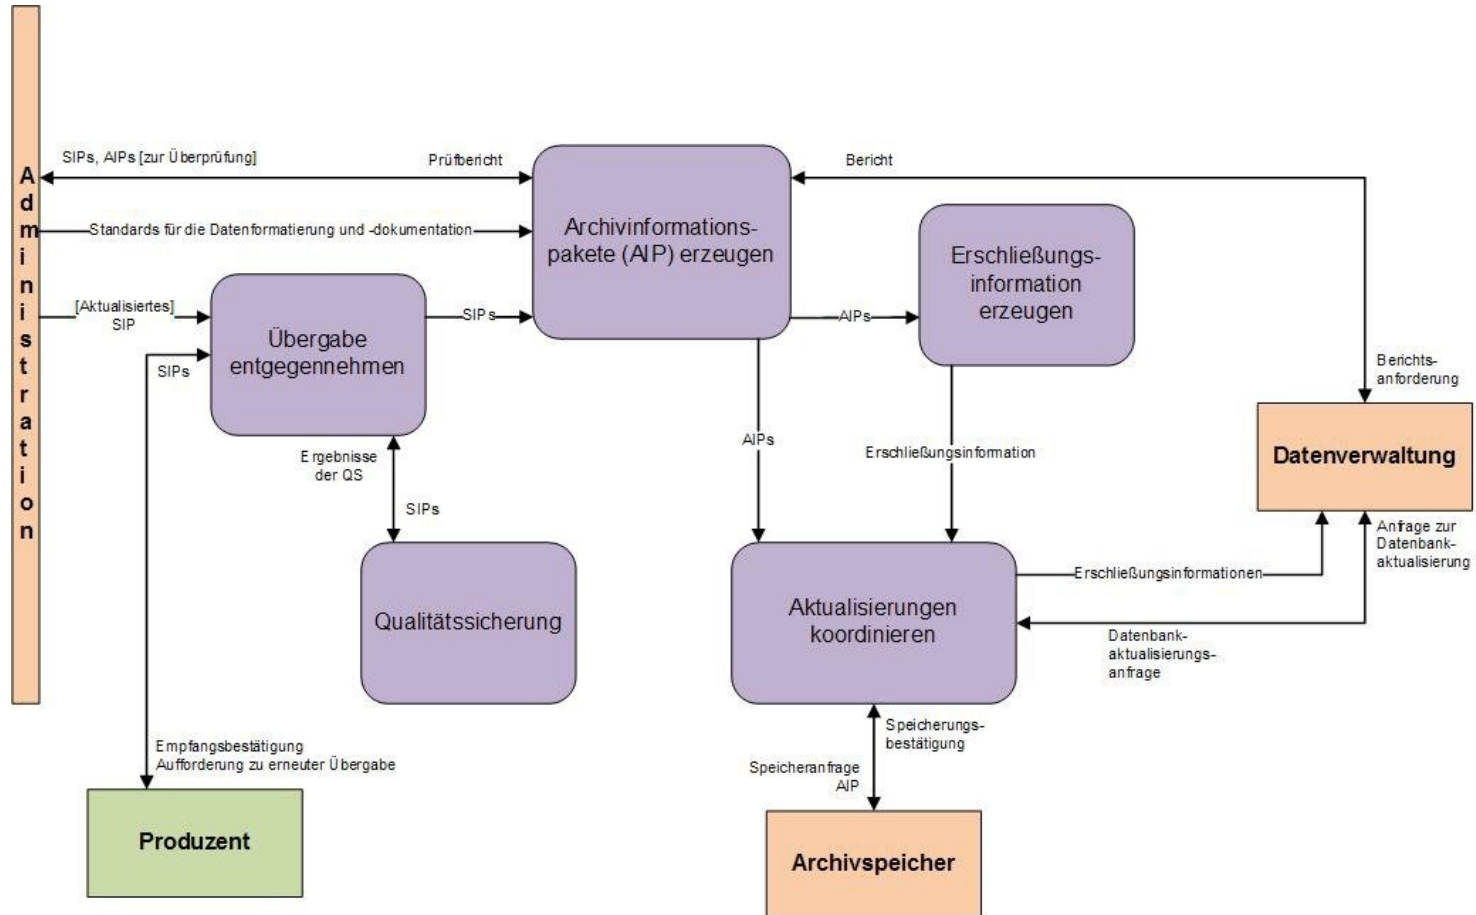 Administration
SIPs, AIPs [zur Überprüfung]
Prüfbericht
Bericht
Standards für die Datenformatierung und -dokumentation
Archivinformations-
pakete (AIP) erzeugen
Erschließungs-
information
erzeugen
[Aktualisiertes]
SIP
SIPs
AIPs
Übergabe
entgegennehmen
SIPs
Berichts-
anforderung
AIPs
Erschließungsinformation
Datenverwaltung
Ergebnisse
der QS
SIPs
Anfrage zur
Datenbank-
aktualisierung
Erschließungsinformationen
Qualitätssicherung
Aktualisierungen
koordinieren
Datenbank-
aktualisierungs-
anfrage
Speicherungs-
bestätigung
Empfangsbestätigung
Aufforderung zu erneuter Übergabe
Speicheranfrage
AIP
Produzent
Archivspeicher